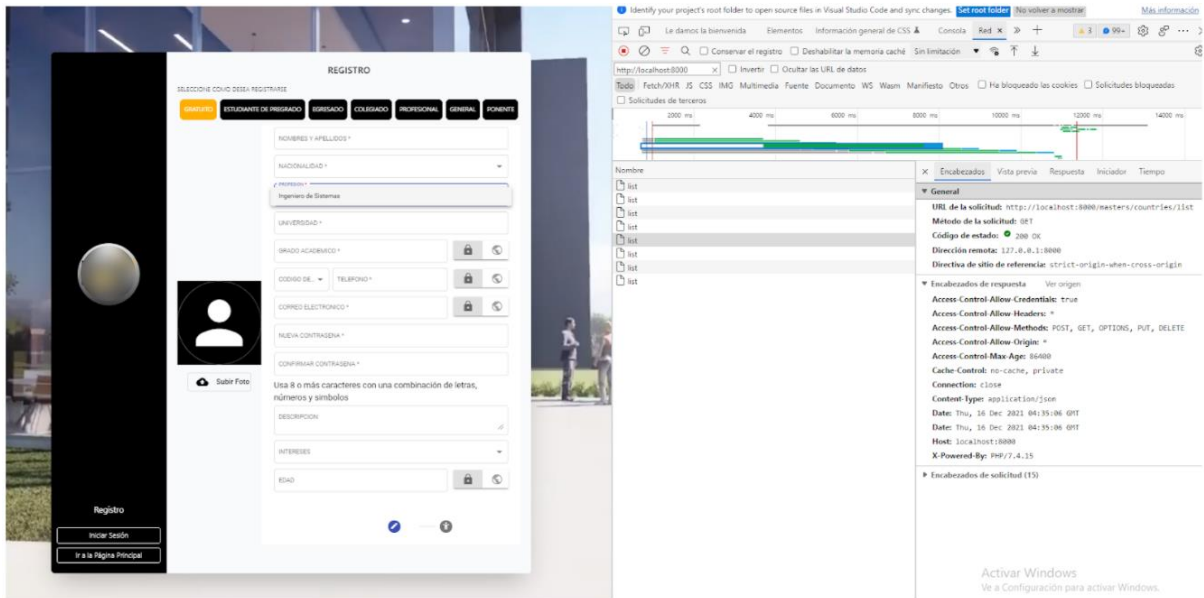 REGISTRO
SELECCIONE COMO DESEA REGISTRARSE
GRATUITO ESTUDIANTE DE PREGRADO EGRESADO COLEGIADO PROFESIONAL GENERAL PONENTE
NOMBRES Y APELLIDOS *
NACIONALIDAD *
PROFESION *
Ingeniero de Sistemas
UNIVERSIDAD *
GRADO ACADEMICO *
CODIGO DE... TELEFONO *
CORREO ELECTRONICO *
NUEVA CONTRASENA *
CONFIRMAR CONTRASENA *
Subir Foto
Usa 8 o más caracteres con una combinación de letras,
números y simbolos
DESCRIPCION
INTERESES
EDAD
Registro
Iniciar Sesión
Ir a la Página Principal
Identify your project's root folder to open source files in Visual Studio Code and sync changes. Set root folder No volver a mostrar Más información
Le damos la bienvenida Elementos Información general de CSS Consola Red × + 3 99+
Conservar el registro Deshabilitar la memoria caché Sin limitación
http://localhost:8000 × Invertir Ocultar las URL de datos
Todo Fetch/XHR JS CSS IMG Multimedia Fuente Documento WS Wasm Manifiesto Otros Ha bloqueado las cookies Solicitudes bloqueadas
Solicitudes de terceros
2000 ms 4000 ms 6000 ms 8000 ms 10000 ms 12000 ms 14000 ms
Nombre
list
list
list
list
list
list
list
list
× Encabezados Vista previa Respuesta Iniciador Tiempo
General
URL de la solicitud: http://localhost:8000/masters/countries/list
Método de la solicitud: GET
Código de estado: 200 OK
Dirección remota: 127.0.0.1:8000
Directiva de sitio de referencia: strict-origin-when-cross-origin
Encabezados de respuesta Ver origen
Access-Control-Allow-Credentials: true
Access-Control-Allow-Headers: *
Access-Control-Allow-Methods: POST, GET, OPTIONS, PUT, DELETE
Access-Control-Allow-Origin: *
Access-Control-Max-Age: 86400
Cache-Control: no-cache, private
Connection: close
Content-Type: application/json
Date: Thu, 16 Dec 2021 04:35:06 GMT
Date: Thu, 16 Dec 2021 04:35:06 GMT
Host: localhost:8000
X-Powered-By: PHP/7.4.15
Encabezados de solicitud (15)
Activar Windows
Ve a Configuración para activar Windows.